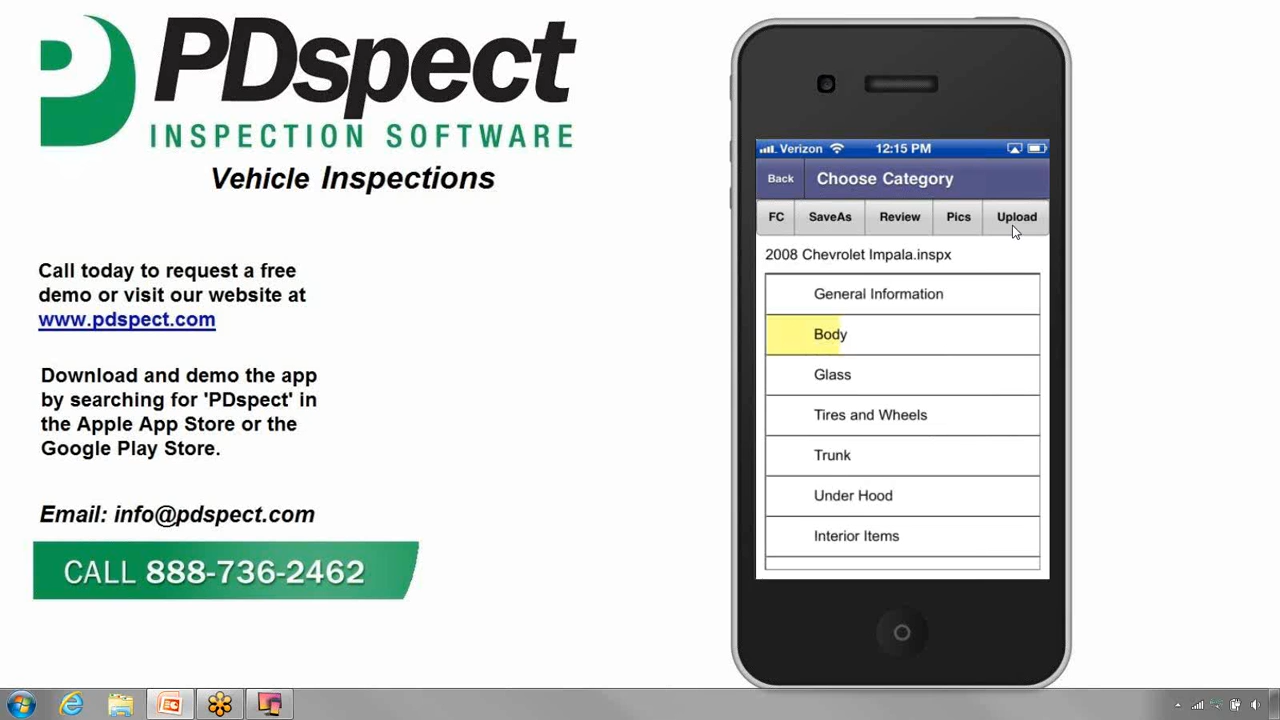 PDspect
INSPECTION SOFTWARE
Vehicle Inspections
Call today to request a free
demo or visit our website at
www.pdspect.com
Download and demo the app
by searching for 'PDspect' in
the Apple App Store or the
Google Play Store.
Email: info@pdspect.com
CALL 888-736-2462
Verizon 12:15 PM
Back Choose Category
FC SaveAs Review Pics Upload
2008 Chevrolet Impala.inspx
General Information
Body
Glass
Tires and Wheels
Trunk
Under Hood
Interior Items